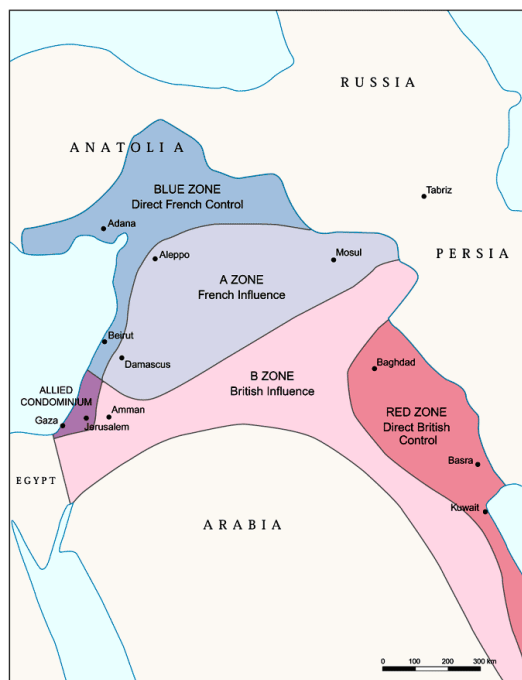 RUSSIA
ANATOLIA
BLUE ZONE
Direct French Control
Tabriz
Adana
PERSIA
Aleppo
Mosul
A ZONE
French Influence
Beirut
Damascus
Baghdad
B ZONE
British Influence
ALLIED
CONDOMINIUM
Amman
Gaza
Jerusalem
RED ZONE
Direct British
Control
Basra
EGYPT
Kuwait
ARABIA
0 100 200 300 km